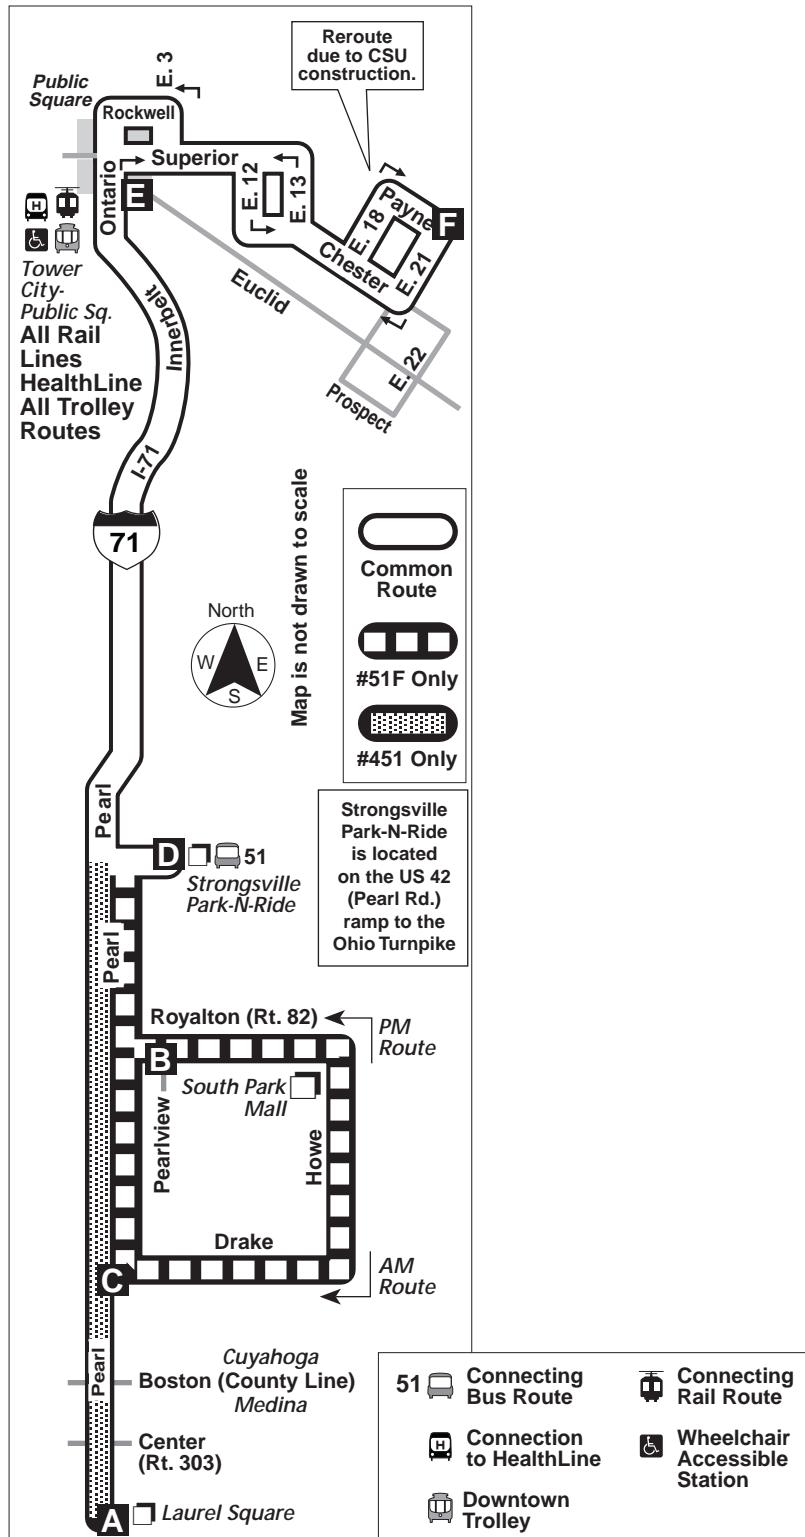 Reroute
due to CSU
construction.
E. 3
Public
Square
Rockwell
Superior
Ontario
E
E. 12
E. 13
Payne
F
E. 18
E. 21
Chester
Euclid
E. 22
Prospect
H
Tower
City-
Public Sq.
All Rail
Lines
HealthLine
All Trolley
Routes
Innerbelt
I-71
71
Map is not drawn to scale
North
W
E
S
Common
Route
#51F Only
#451 Only
Pearl
D
51
Strongsville
Park-N-Ride
Strongsville
Park-N-Ride
is located
on the US 42
(Pearl Rd.)
ramp to the
Ohio Turnpike
Pearl
Royalton (Rt. 82)
PM
Route
B
South Park
Mall
Pearlview
Howe
Drake
C
AM
Route
Pearl
Cuyahoga
Boston (County Line)
Medina
Center
(Rt. 303)
A
Laurel Square
51
Connecting
Bus Route
Connecting
Rail Route
H
Connection
to HealthLine
Wheelchair
Accessible
Station
Downtown
Trolley